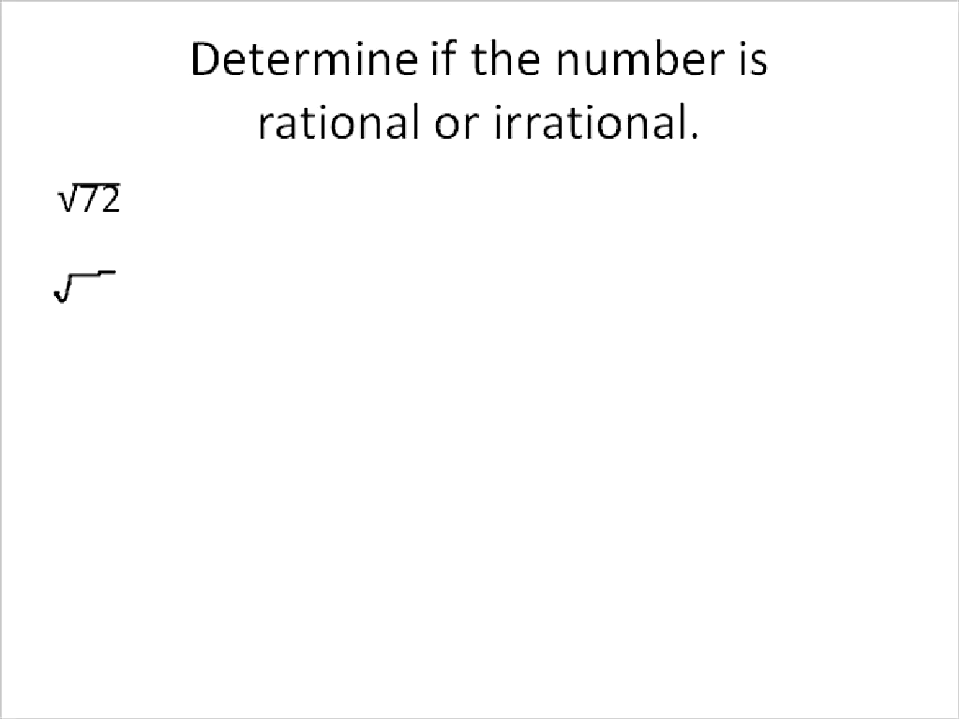 Determine if the number is
rational or irrational.
√72
√